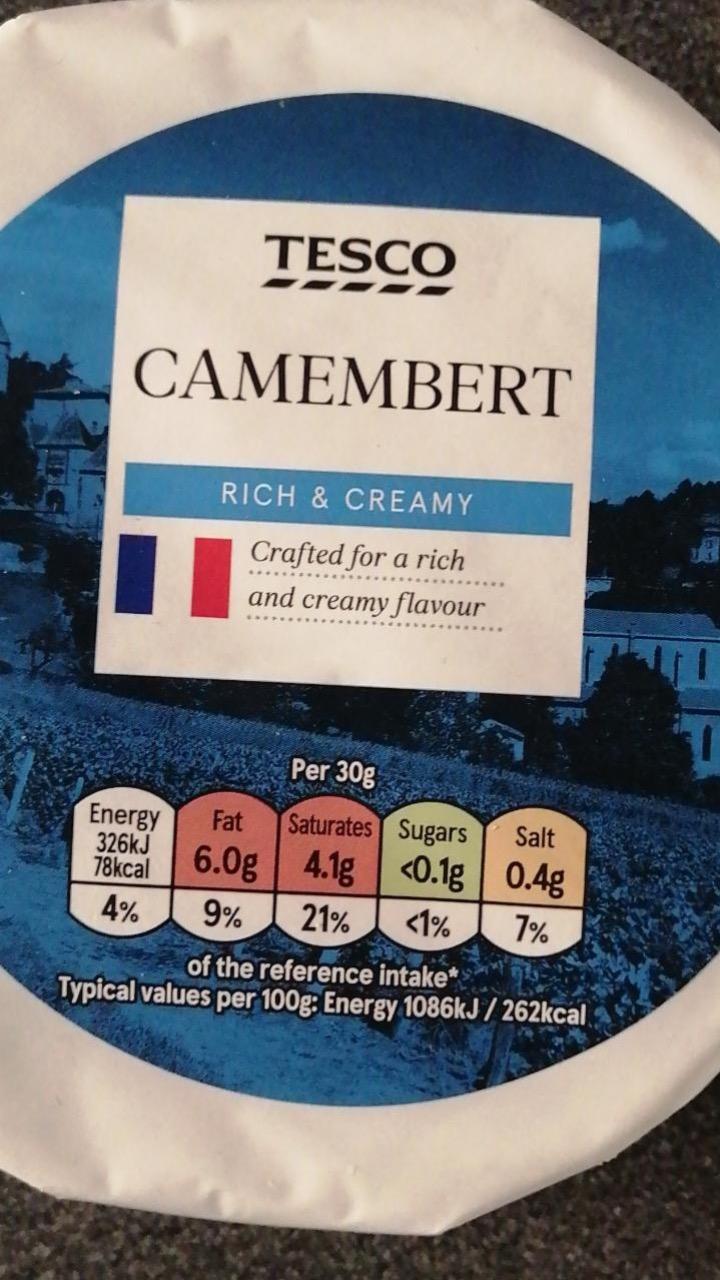 TESCO
CAMEMBERT
RICH & CREAMY
Crafted for a rich
and creamy flavour
Per 30g
Energy
326kJ
78kcal
4%
Fat
6.0g
9%
Saturates
4.1g
21%
Sugars
<0.1g
<1%
Salt
0.4g
7%
of the reference intake*
Typical values per 100g: Energy 1086kJ / 262kcal